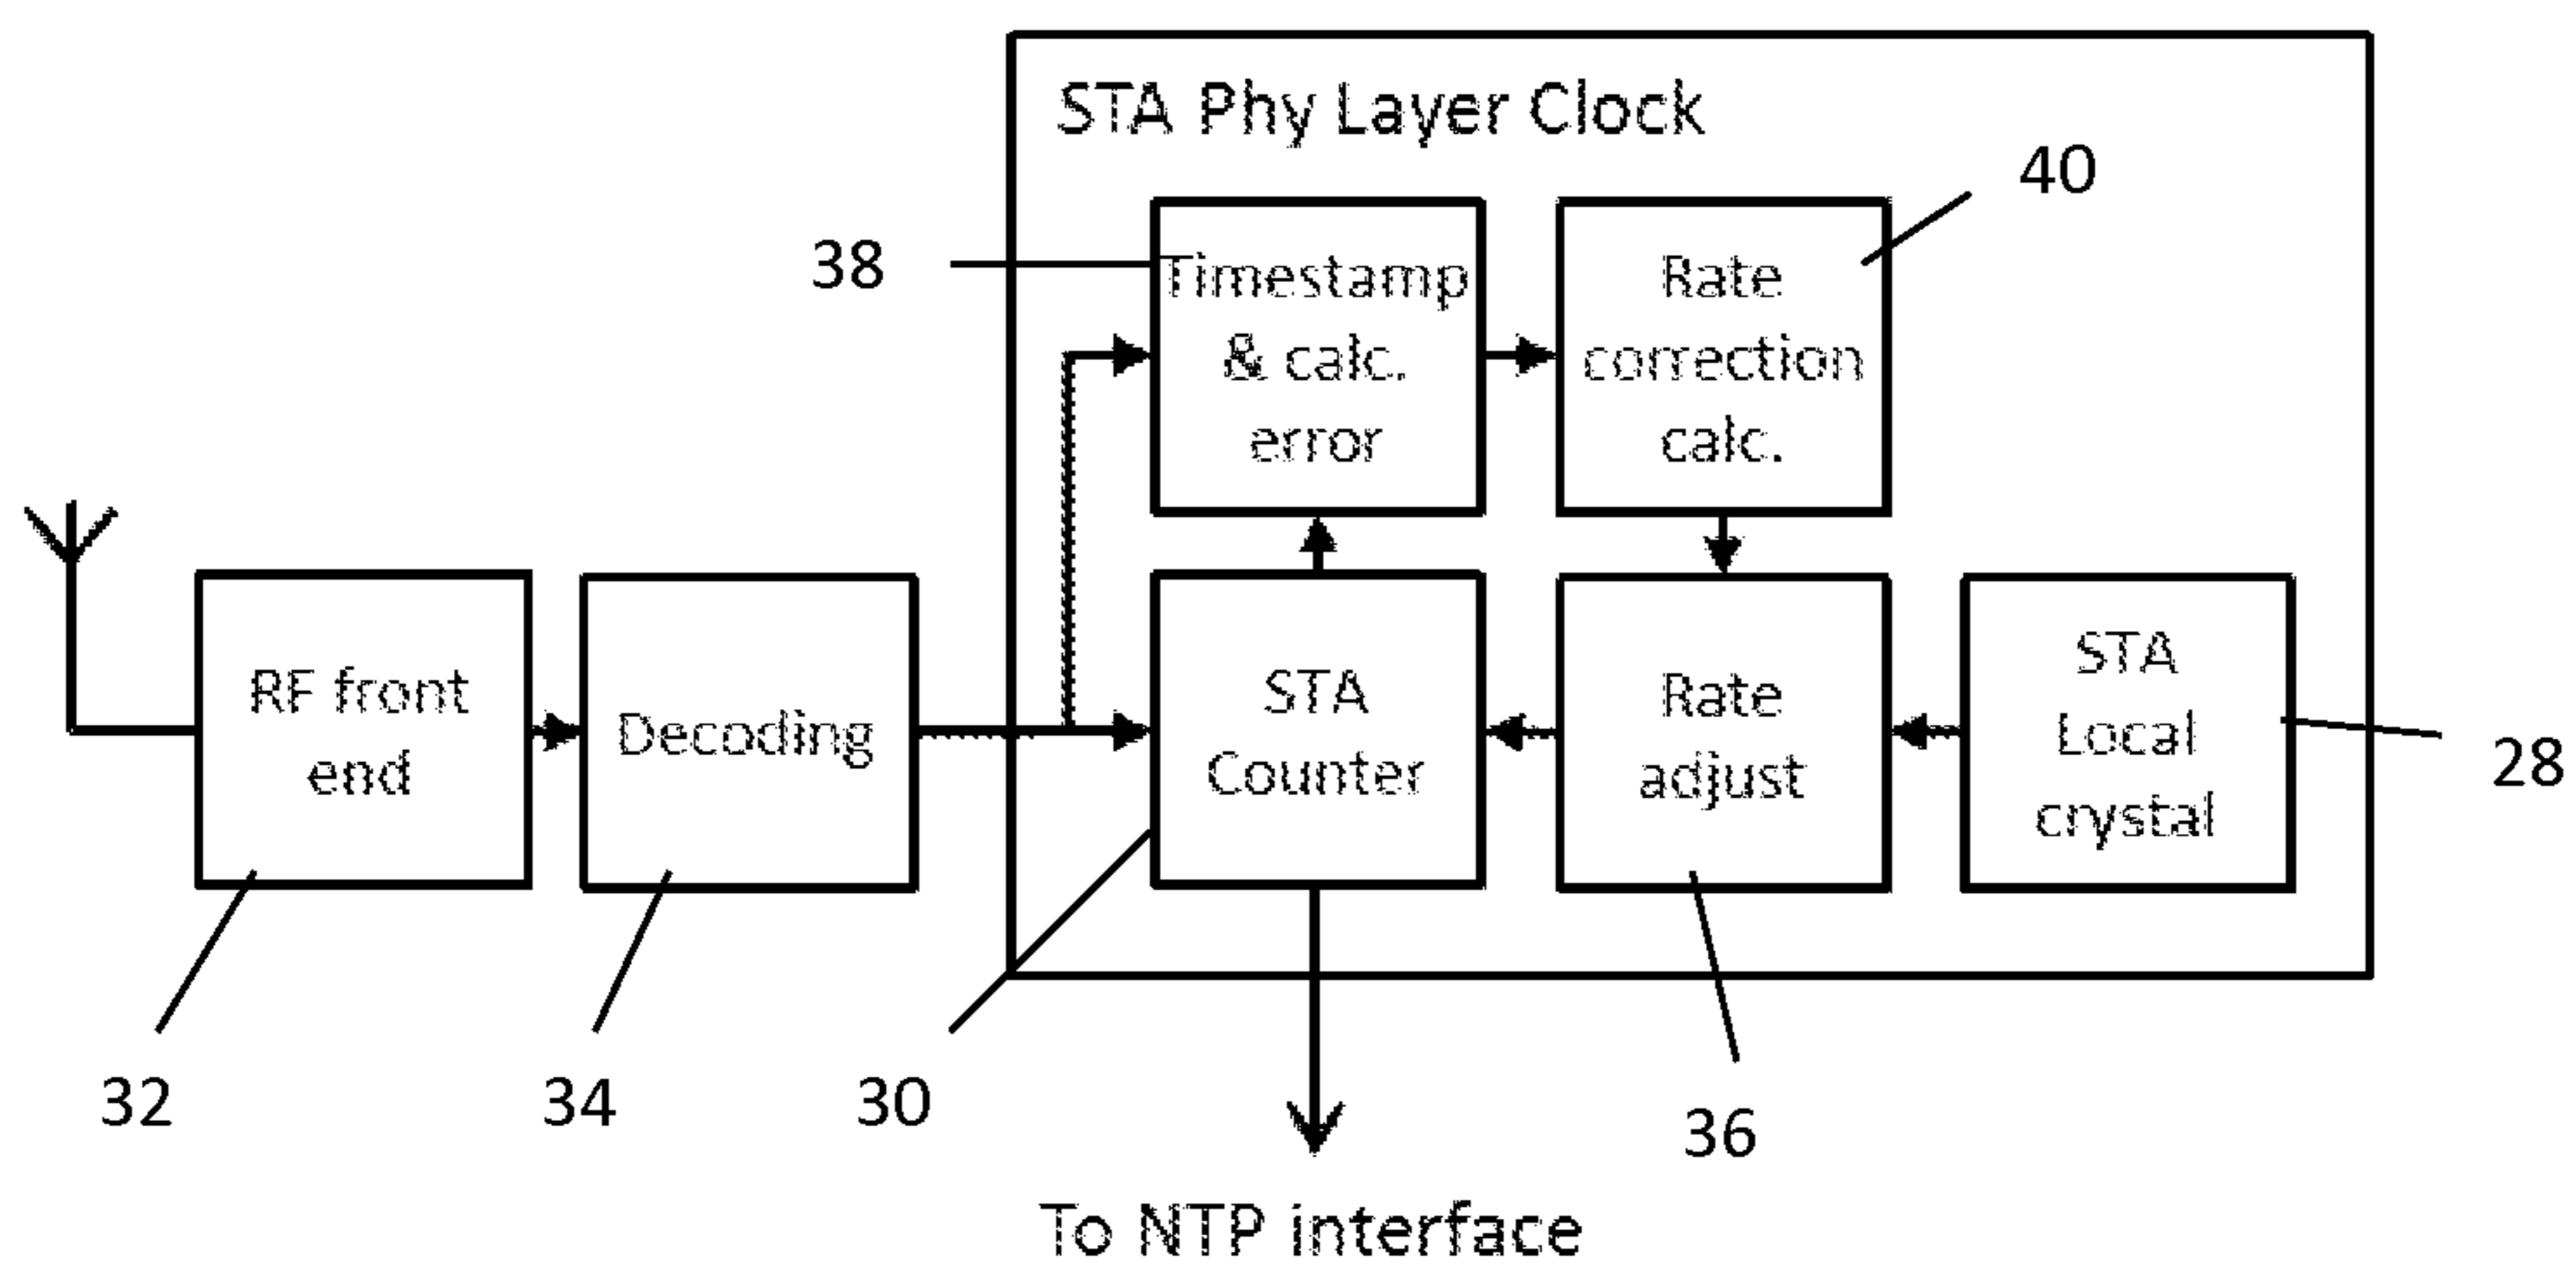 STA Phy Layer Clock
40
38
Timestamp
& calc.
error
Rate
correction
calc.
RF front
end
Decoding
STA
Counter
Rate
adjust
STA
Local
crystal
28
32
34
30
36
To NTP interface